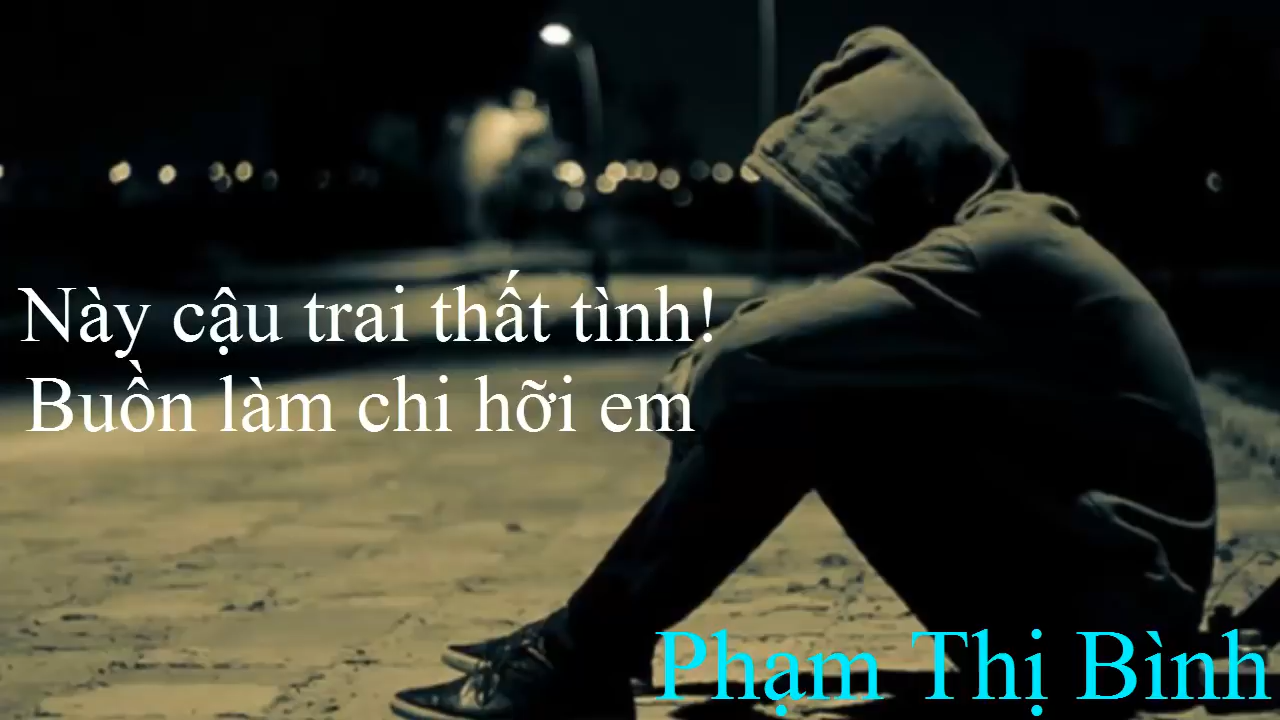 Này cậu trai thất tình!
Buồn làm chi hỡi em
Phạm Thị Bình